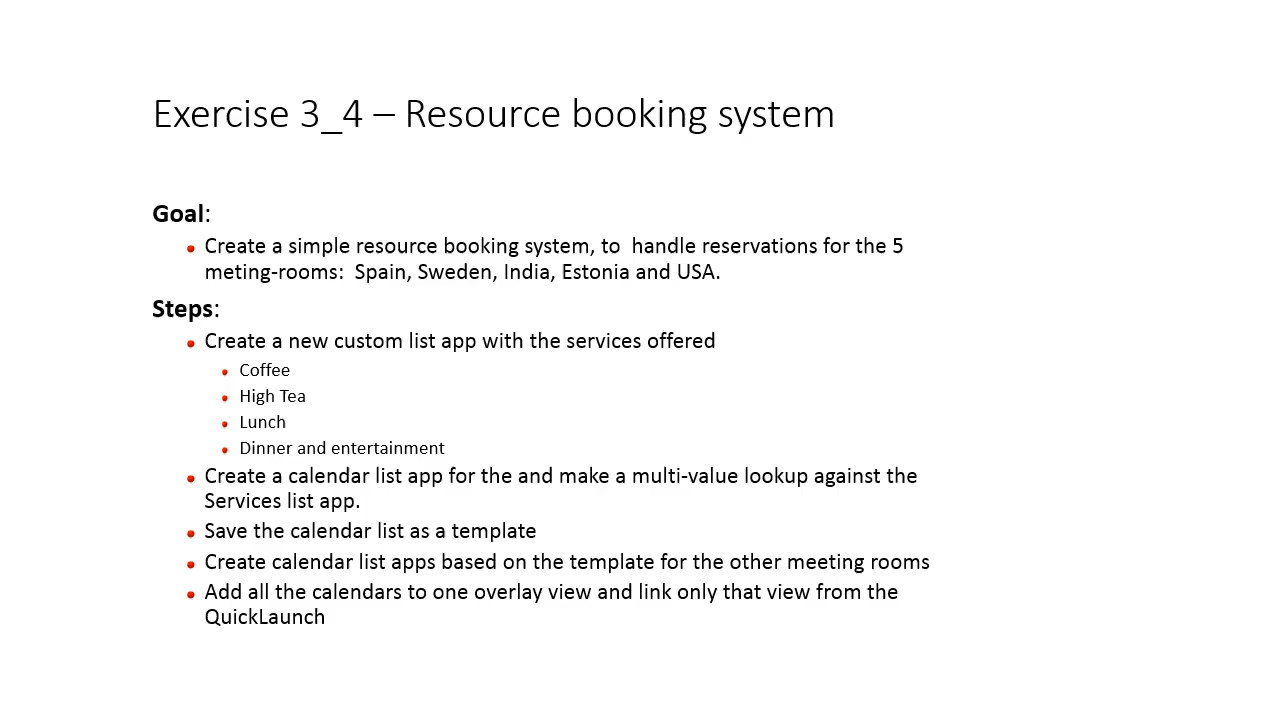 Exercise 3_4 – Resource booking system
Goal:
Create a simple resource booking system, to  handle reservations for the 5
meting-rooms:  Spain, Sweden, India, Estonia and USA.
Steps:
Create a new custom list app with the services offered
Coffee
High Tea
Lunch
Dinner and entertainment
Create a calendar list app for the and make a multi-value lookup against the
Services list app.
Save the calendar list as a template
Create calendar list apps based on the template for the other meeting rooms
Add all the calendars to one overlay view and link only that view from the
QuickLaunch